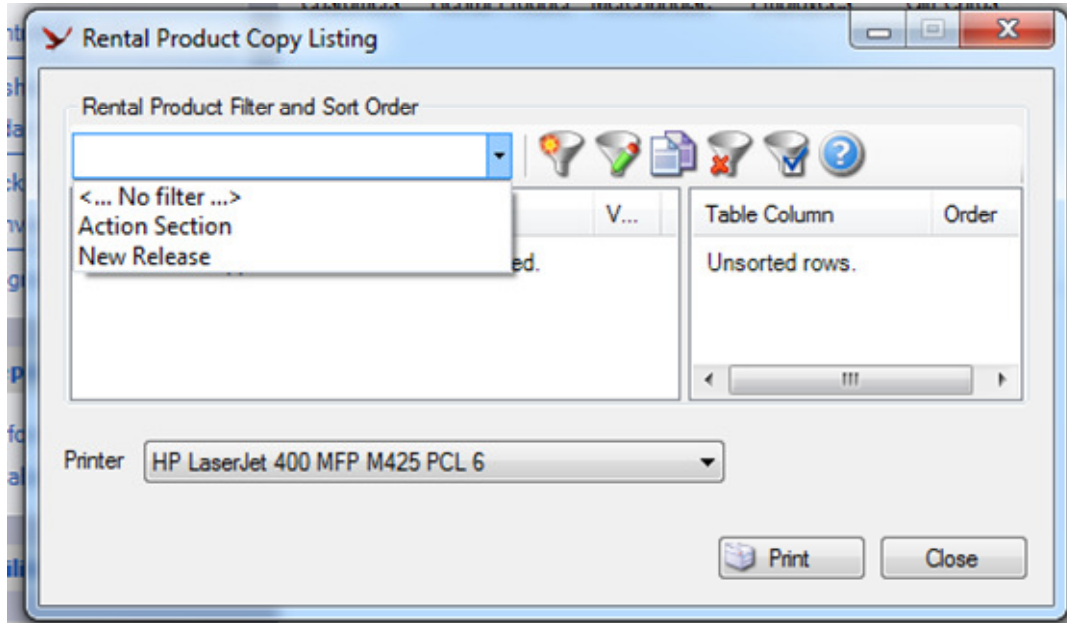 Rental Product Copy Listing
Rental Product Filter and Sort Order
<... No filter ...>
Action Section
New Release
V...
ed.
Table Column Order
Unsorted rows.
Printer HP LaserJet 400 MFP M425 PCL 6
Print Close